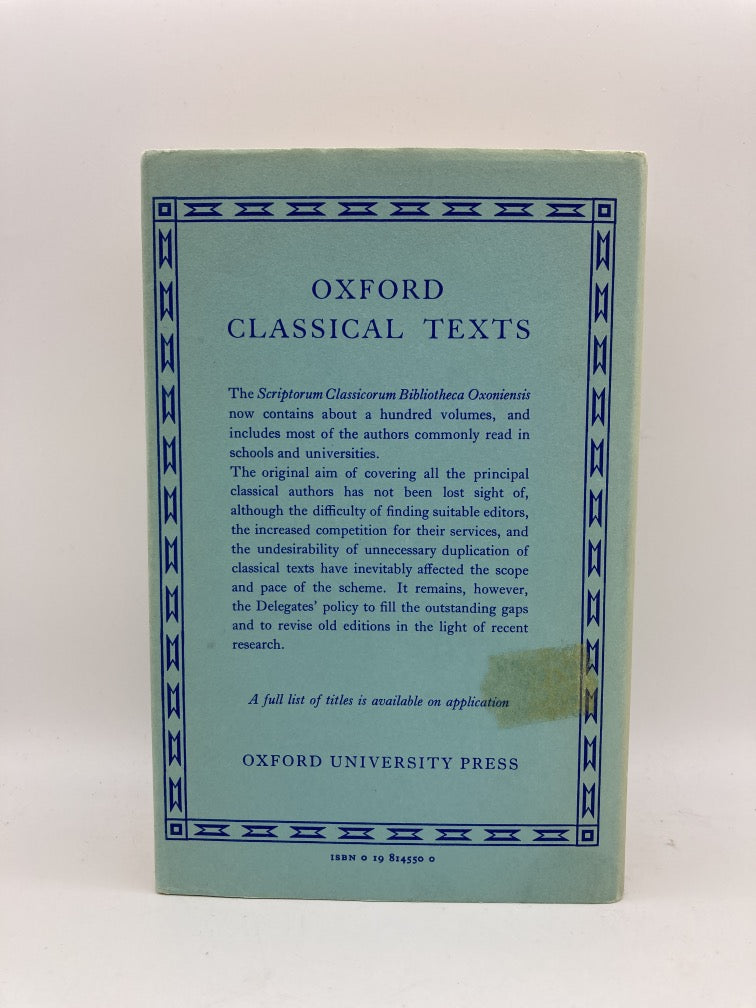 OXFORD
CLASSICAL TEXTS
The Scriptorum Classicorum Bibliotheca Oxoniensis
now contains about a hundred volumes, and
includes most of the authors commonly read in
schools and universities.
The original aim of covering all the principal
classical authors has not been lost sight of,
although the difficulty of finding suitable editors,
the increased competition for their services, and
the undesirability of unnecessary duplication of
classical texts have inevitably affected the scope
and pace of the scheme. It remains, however,
the Delegates' policy to fill the outstanding gaps
and to revise old editions in the light of recent
research.
A full list of titles is available on application
OXFORD UNIVERSITY PRESS
ISBN 0 19 814550 0